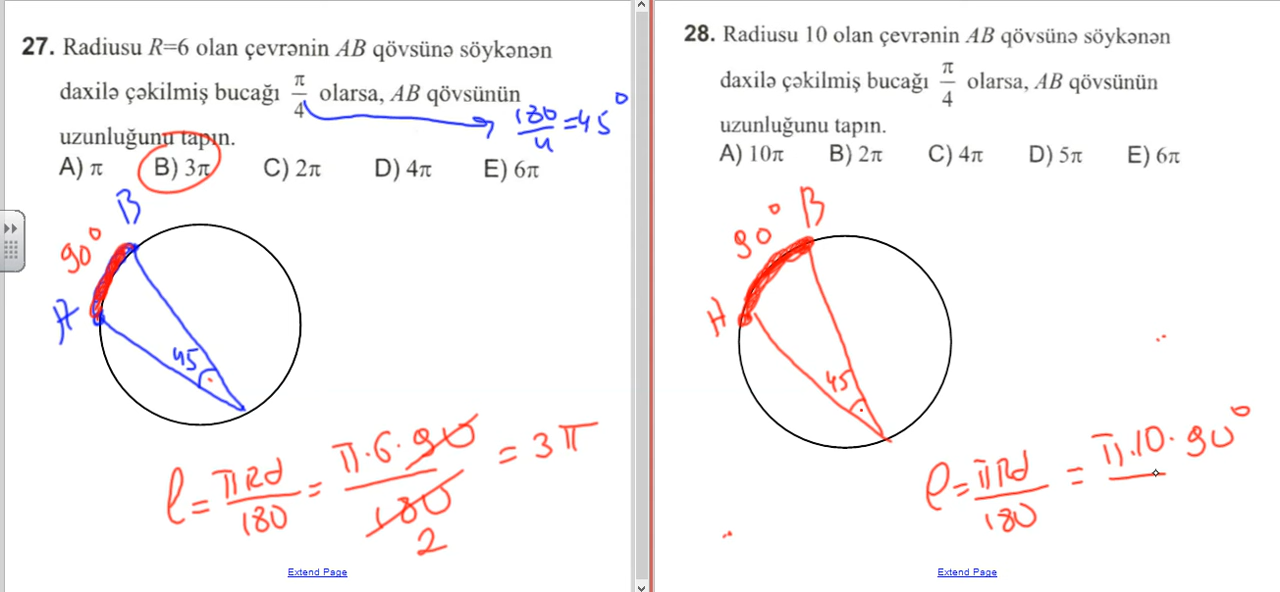 27. Radiusu R=6 olan çevrənin AB qövsünə söykənən
daxilə çəkilmiş bucağı π/4 olarsa, AB qövsünün
uzunluğunu tapın.
180/4 = 45°
A) π B) 3π C) 2π D) 4π E) 6π
B
90°
A
45
l = πRα/180 = π·6·90/180 = 3π
2
Extend Page
28. Radiusu 10 olan çevrənin AB qövsünə söykənən
daxilə çəkilmiş bucağı π/4 olarsa, AB qövsünün
uzunluğunu tapın.
A) 10π B) 2π C) 4π D) 5π E) 6π
B
90°
A
45
l = πRα/180 = π·10·90°
Extend Page